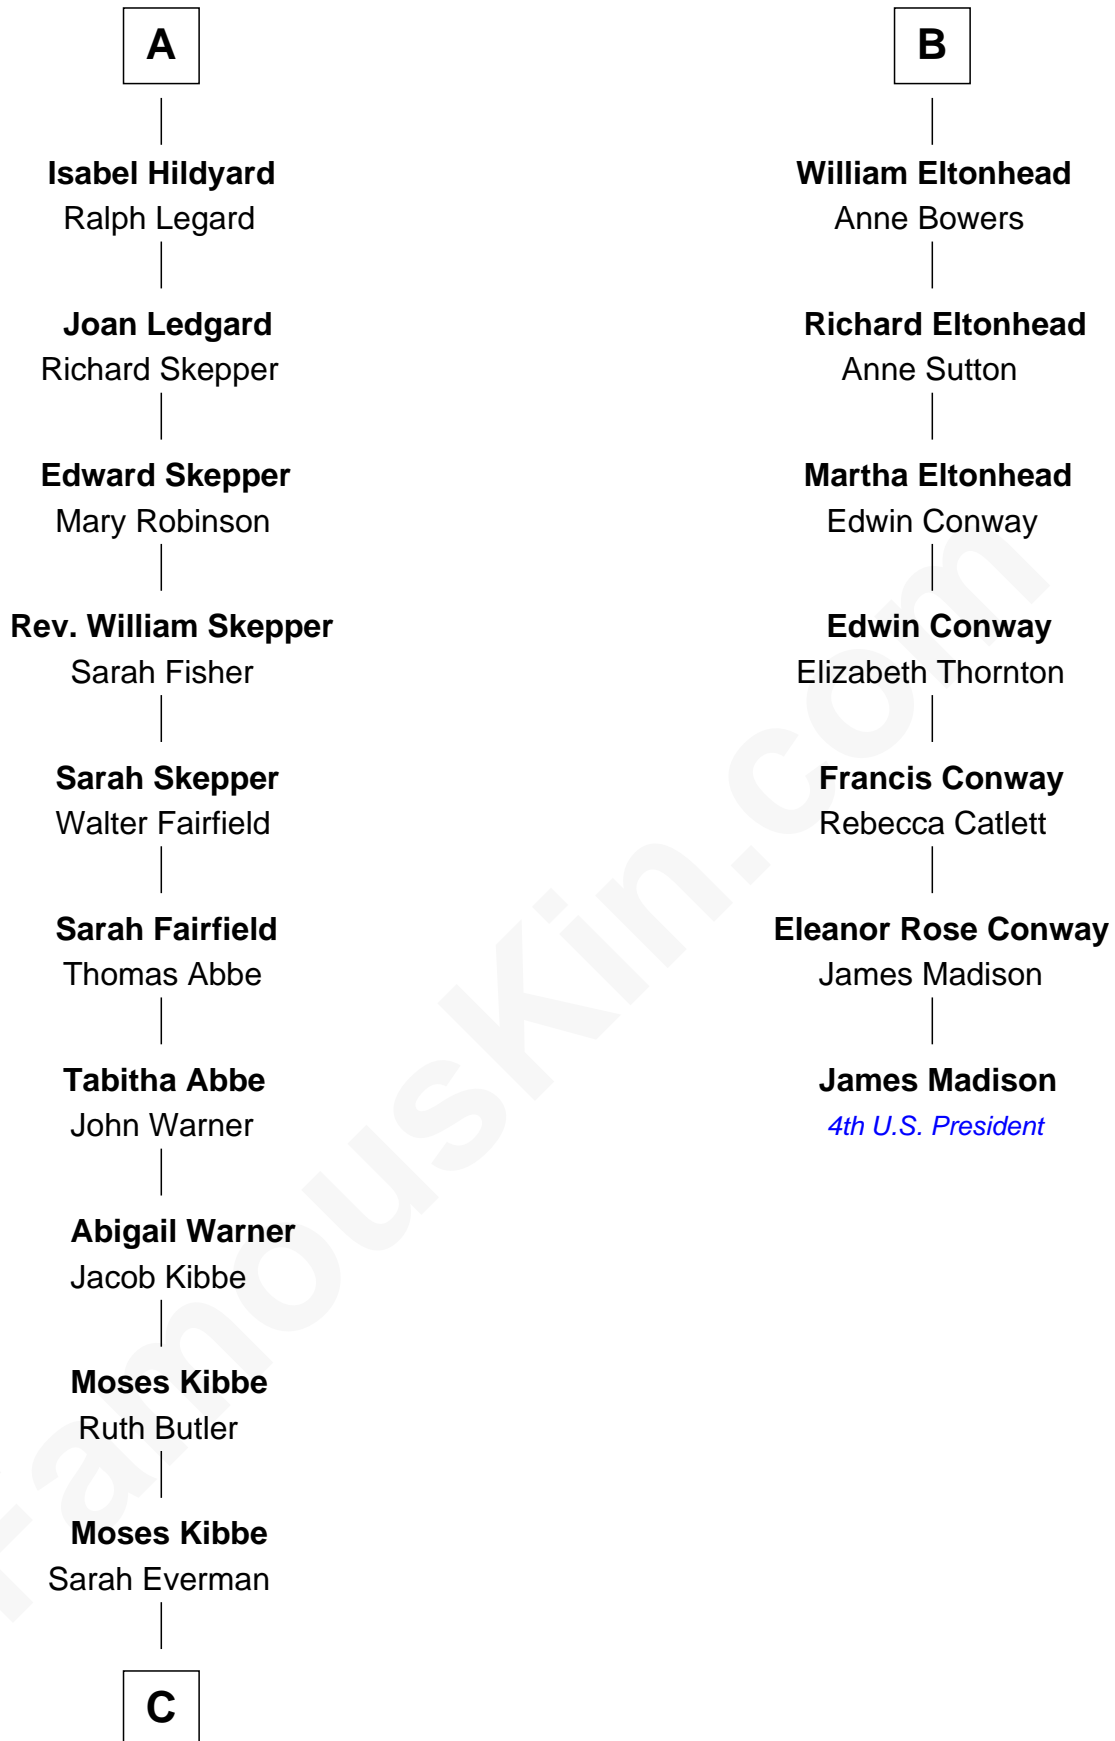 A
Isabel Hildyard
Ralph Legard
Joan Ledgard
Richard Skepper
Edward Skepper
Mary Robinson
Rev. William Skepper
Sarah Fisher
Sarah Skepper
Walter Fairfield
Sarah Fairfield
Thomas Abbe
Tabitha Abbe
John Warner
Abigail Warner
Jacob Kibbe
Moses Kibbe
Ruth Butler
Moses Kibbe
Sarah Everman
C
B
William Eltonhead
Anne Bowers
Richard Eltonhead
Anne Sutton
Martha Eltonhead
Edwin Conway
Edwin Conway
Elizabeth Thornton
Francis Conway
Rebecca Catlett
Eleanor Rose Conway
James Madison
James Madison
4th U.S. President
FamousKin.com